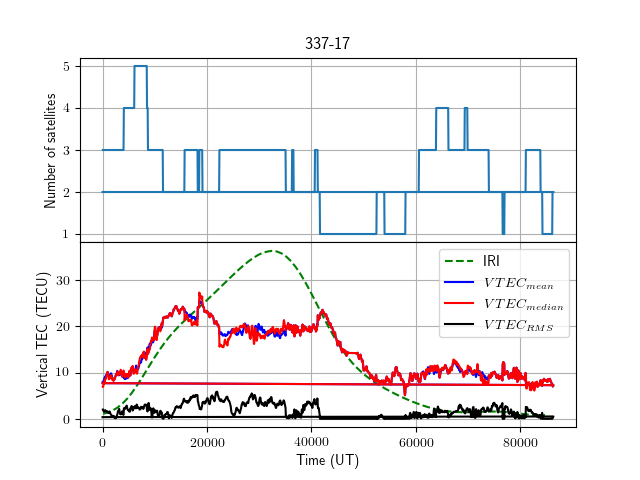 337-17
Number of satellites
5
4
3
2
1
Vertical TEC (TECU)
30
20
10
0
IRI
VTEC_mean
VTEC_median
VTEC_RMS
0
20000
40000
60000
80000
Time (UT)